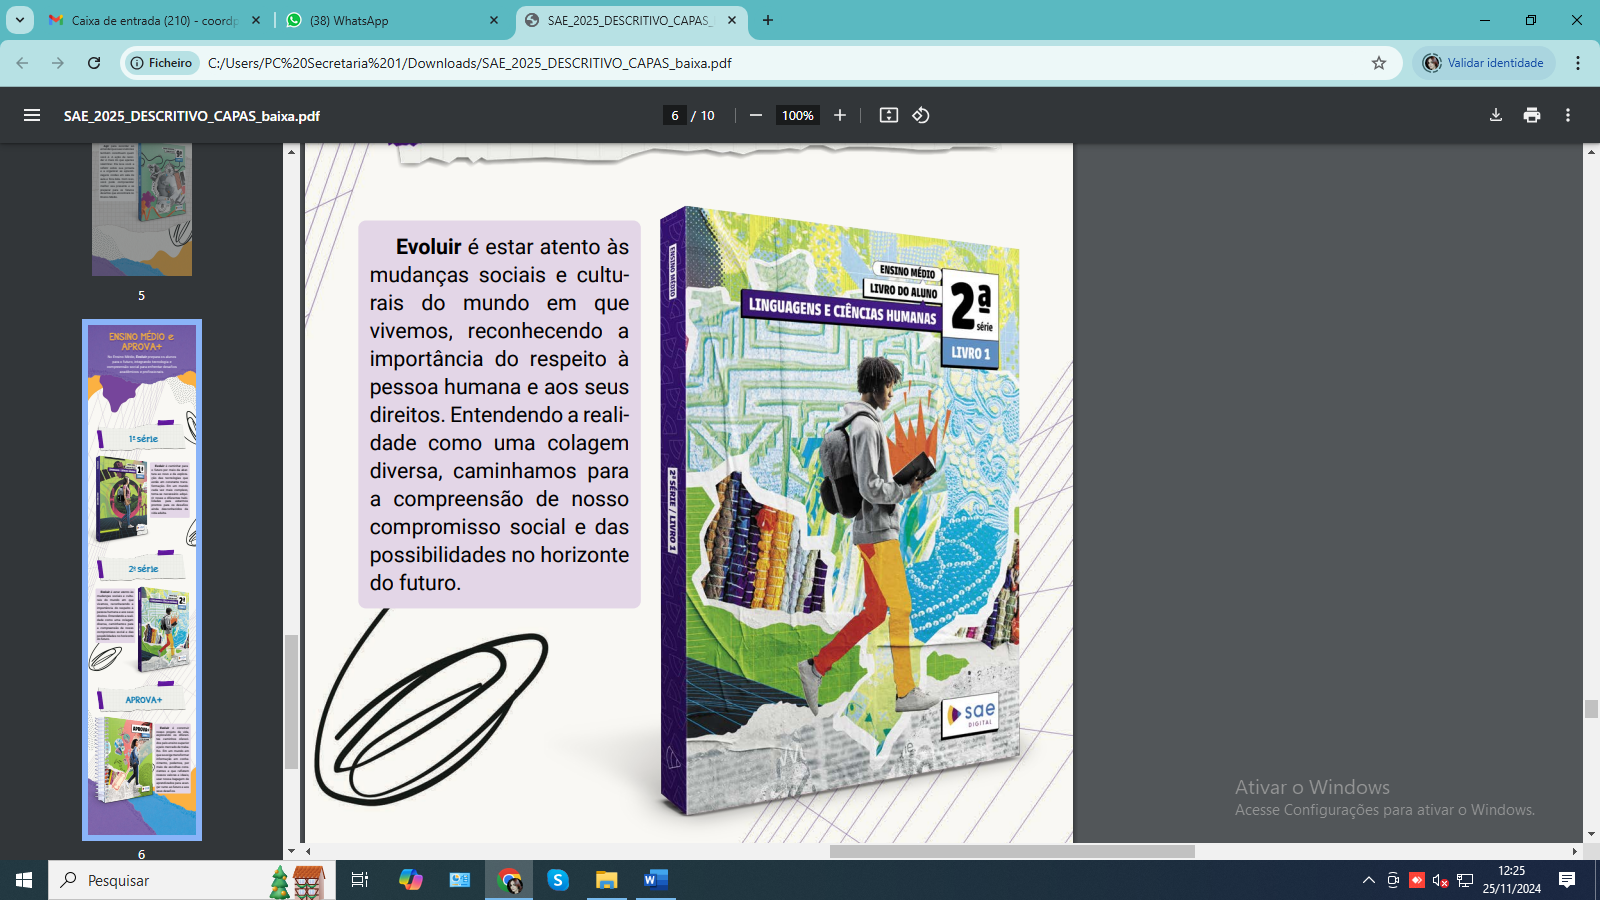 Caixa de entrada (210) - coordp
(38) WhatsApp
SAE_2025_DESCRITIVO_CAPAS_
Ficheiro
C:/Users/PC%20Secretaria%201/Downloads/SAE_2025_DESCRITIVO_CAPAS_baixa.pdf
Validar identidade
SAE_2025_DESCRITIVO_CAPAS_baixa.pdf
6 / 10
100%
5
ENSINO MÉDIO e
APROVA+
1ª série
2ª série
APROVA+
6
Evoluir é estar atento às
mudanças sociais e cultu-
rais do mundo em que
vivemos, reconhecendo a
importância do respeito à
pessoa humana e aos seus
direitos. Entendendo a reali-
dade como uma colagem
diversa, caminhamos para
a compreensão de nosso
compromisso social e das
possibilidades no horizonte
do futuro.
ENSINO MÉDIO
2ª SÉRIE / LIVRO 1
ENSINO MÉDIO
LIVRO DO ALUNO
LINGUAGENS E CIÊNCIAS HUMANAS
2ª
série
LIVRO 1
sae
DIGITAL
Ativar o Windows
Acesse Configurações para ativar o Windows.
Pesquisar
12:25
25/11/2024